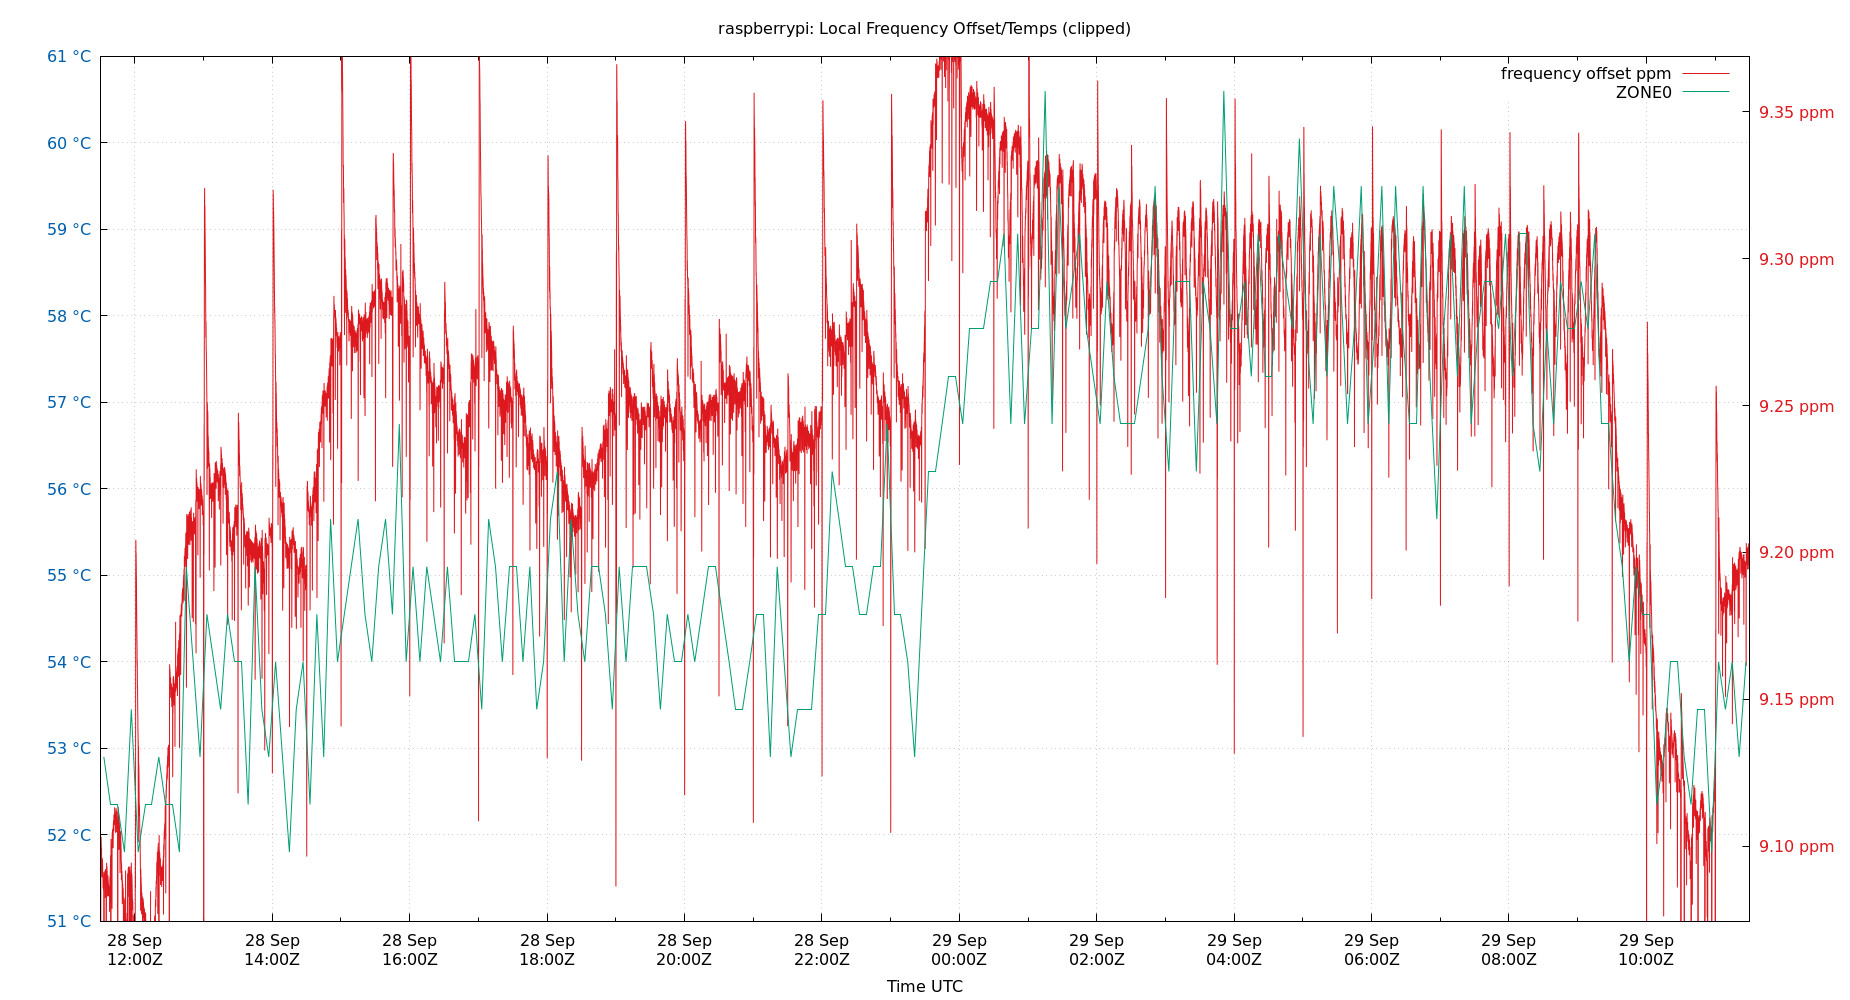 raspberrypi: Local Frequency Offset/Temps (clipped)
frequency offset ppm
ZONE0
61 °C
60 °C
59 °C
58 °C
57 °C
56 °C
55 °C
54 °C
53 °C
52 °C
51 °C
9.35 ppm
9.30 ppm
9.25 ppm
9.20 ppm
9.15 ppm
9.10 ppm
28 Sep
12:00Z
28 Sep
14:00Z
28 Sep
16:00Z
28 Sep
18:00Z
28 Sep
20:00Z
28 Sep
22:00Z
29 Sep
00:00Z
29 Sep
02:00Z
29 Sep
04:00Z
29 Sep
06:00Z
29 Sep
08:00Z
29 Sep
10:00Z
Time UTC